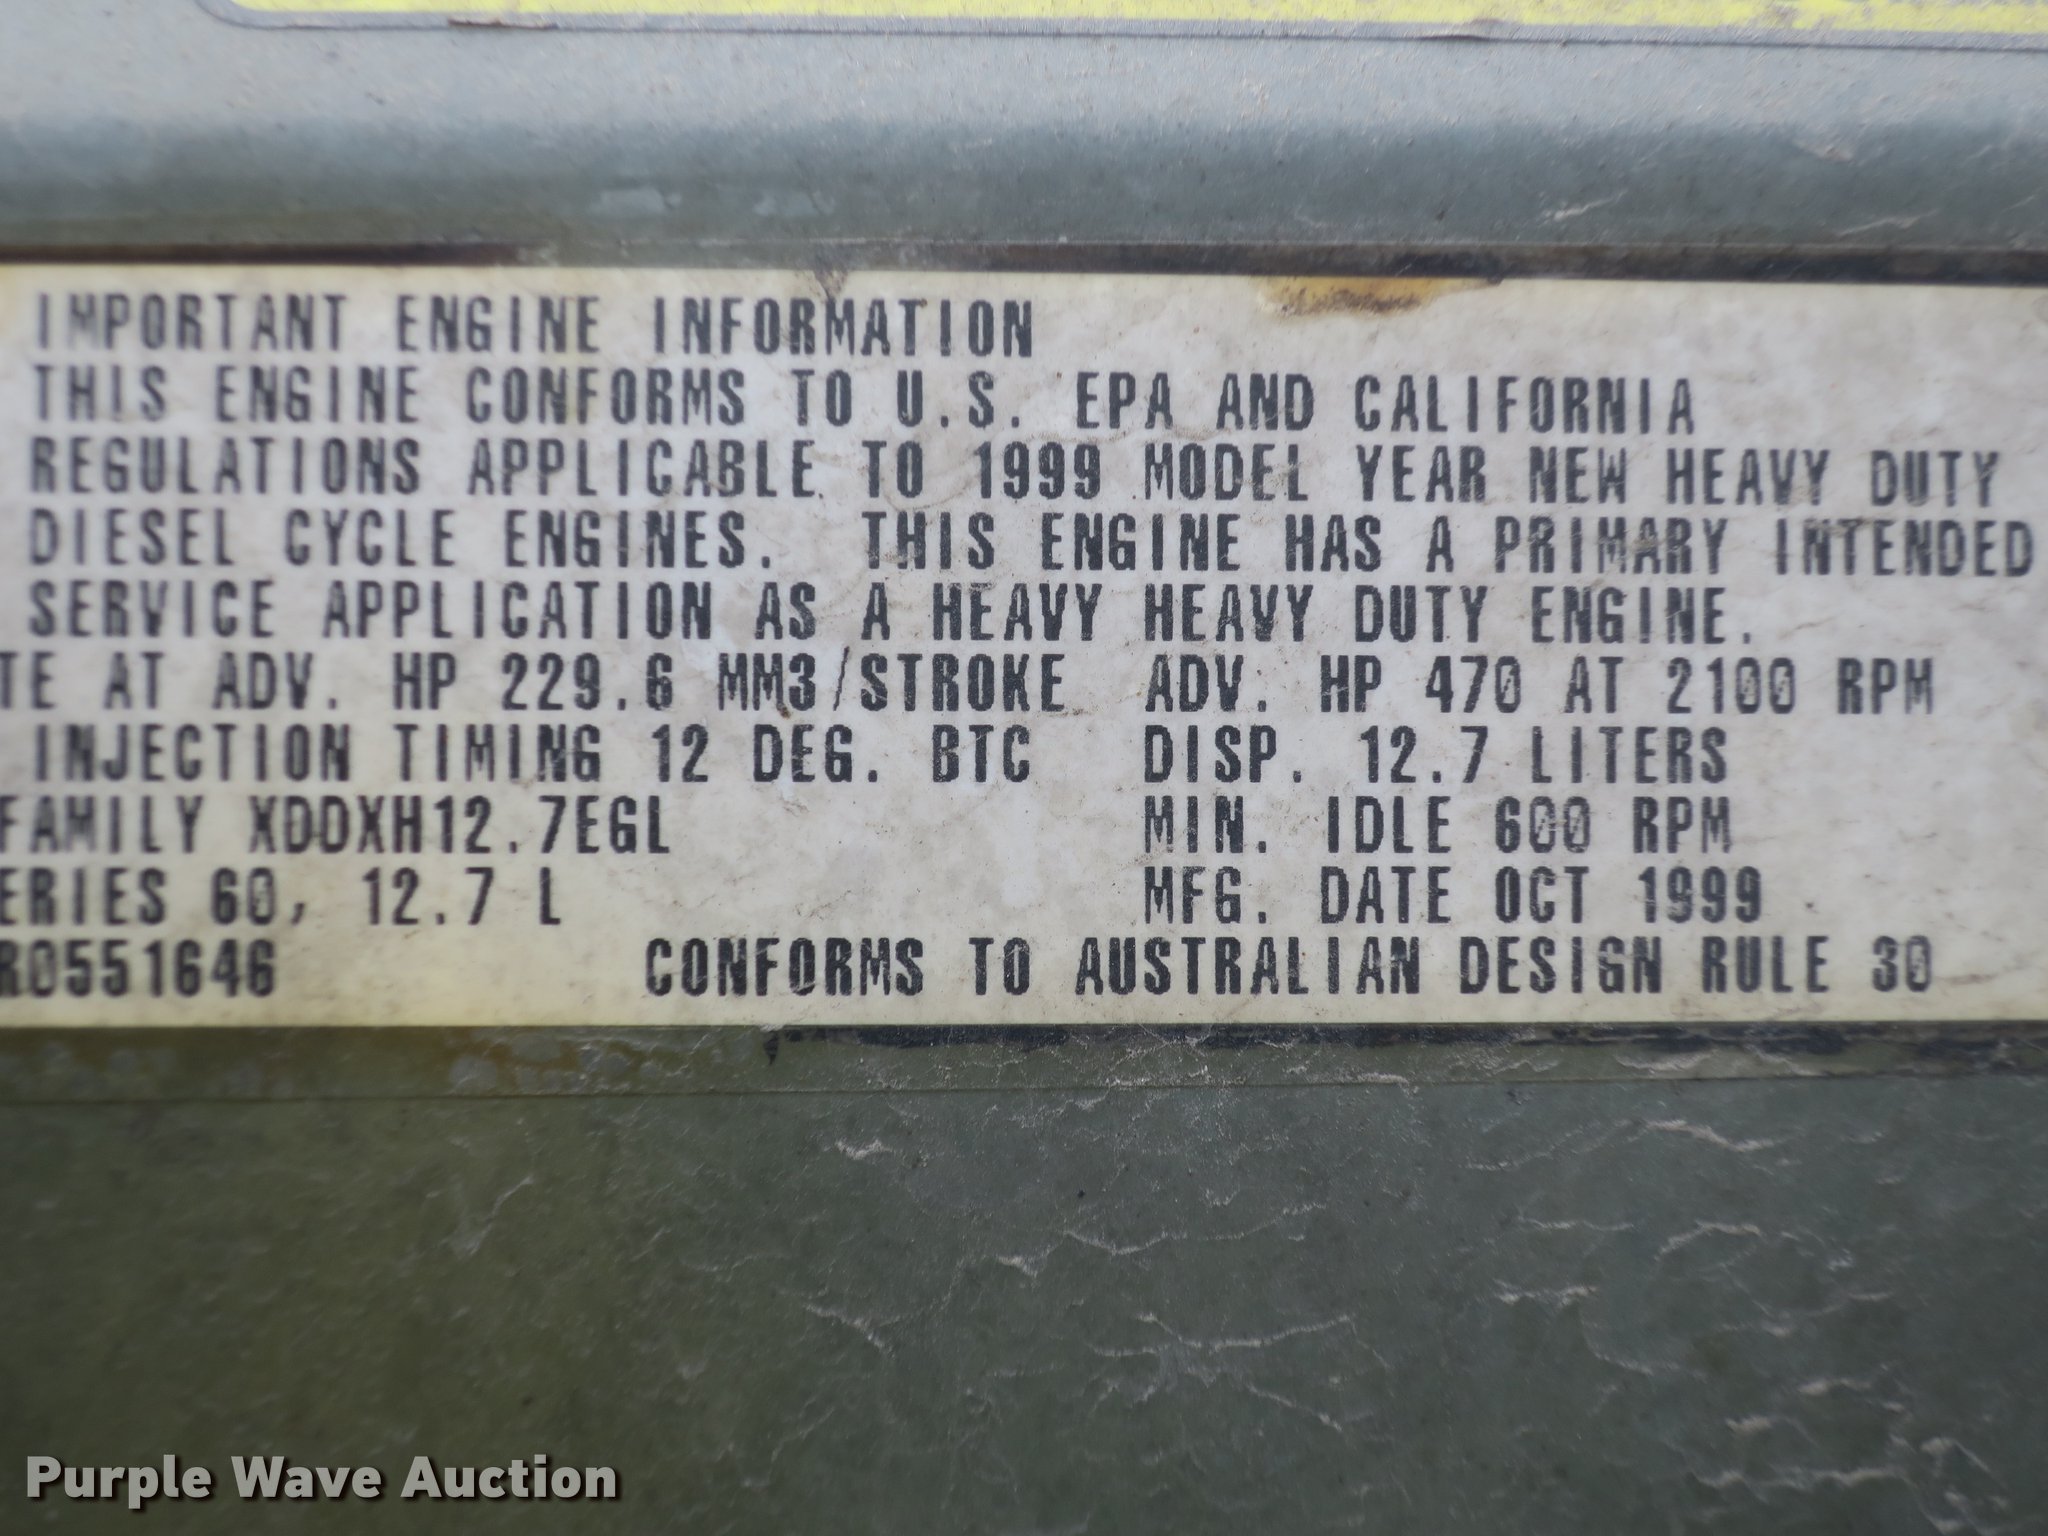 IMPORTANT ENGINE INFORMATION
THIS ENGINE CONFORMS TO U.S. EPA AND CALIFORNIA
REGULATIONS APPLICABLE TO 1999 MODEL YEAR NEW HEAVY DUTY
DIESEL CYCLE ENGINES. THIS ENGINE HAS A PRIMARY INTENDED
SERVICE APPLICATION AS A HEAVY HEAVY DUTY ENGINE.
TE AT ADV. HP 229.6 MM3/STROKE ADV. HP 470 AT 2100 RPM
INJECTION TIMING 12 DEG. BTC DISP. 12.7 LITERS
FAMILY XDDXH12.7EGL MIN. IDLE 600 RPM
ERIES 60, 12.7 L MFG. DATE OCT 1999
R0551646 CONFORMS TO AUSTRALIAN DESIGN RULE 30
Purple Wave Auction